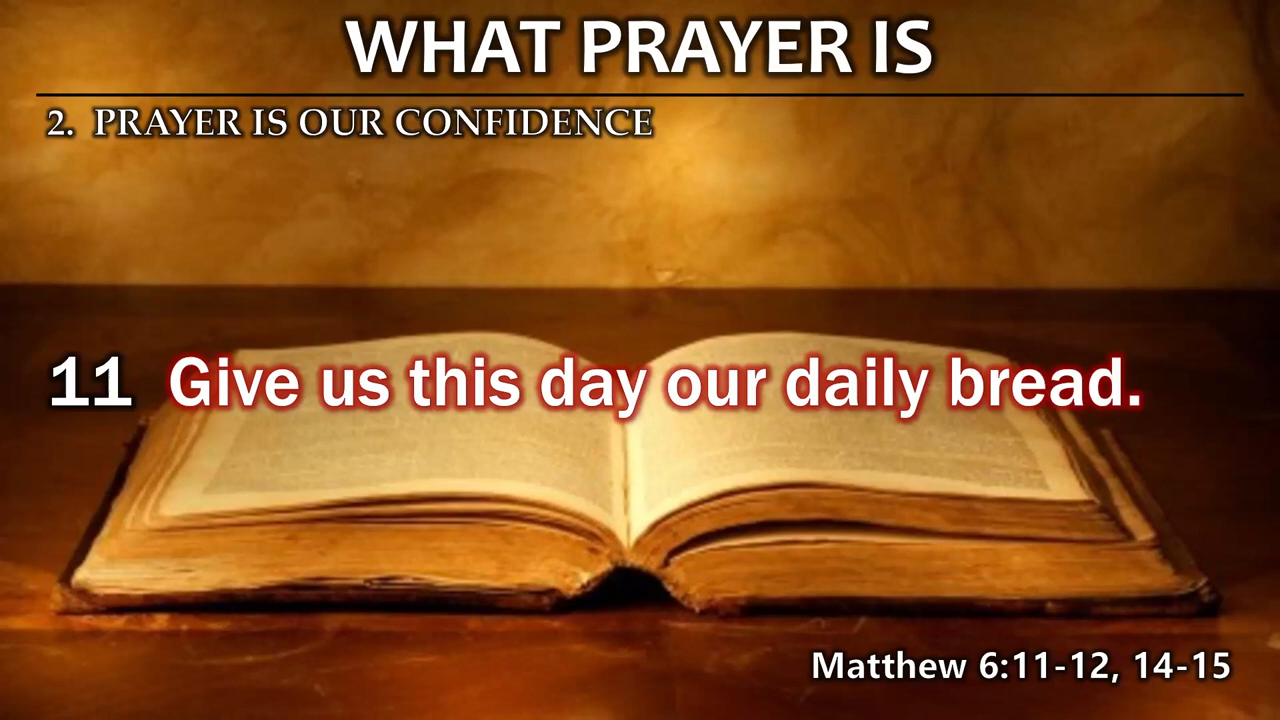 WHAT PRAYER IS
2. PRAYER IS OUR CONFIDENCE
11 Give us this day our daily bread.
Matthew 6:11-12, 14-15